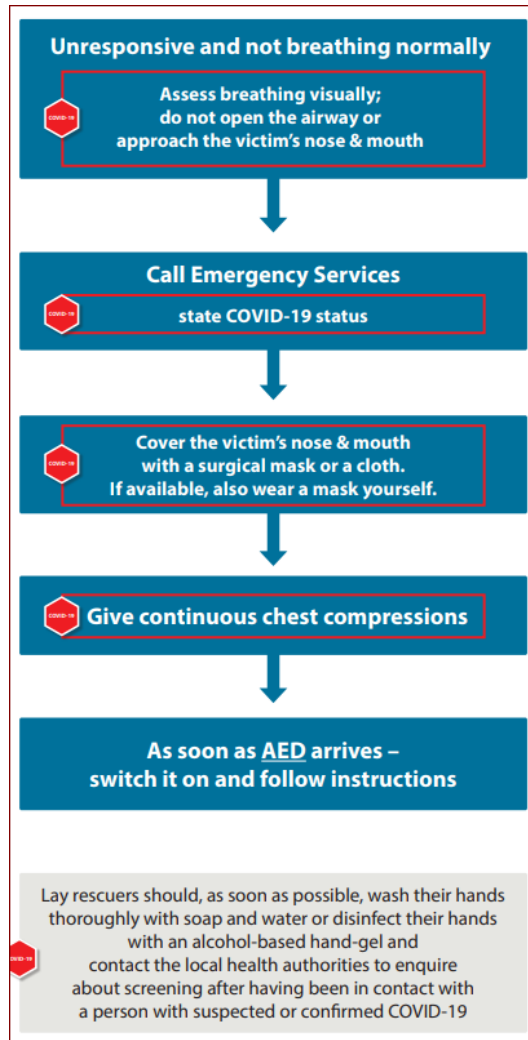 Unresponsive and not breathing normally
COVID-19
Assess breathing visually;
do not open the airway or
approach the victim's nose & mouth
Call Emergency Services
COVID-19
state COVID-19 status
COVID-19
Cover the victim's nose & mouth
with a surgical mask or a cloth.
If available, also wear a mask yourself.
COVID-19
Give continuous chest compressions
As soon as AED arrives –
switch it on and follow instructions
Lay rescuers should, as soon as possible, wash their hands
thoroughly with soap and water or disinfect their hands
with an alcohol-based hand-gel and
OVID-19
contact the local health authorities to enquire
about screening after having been in contact with
a person with suspected or confirmed COVID-19